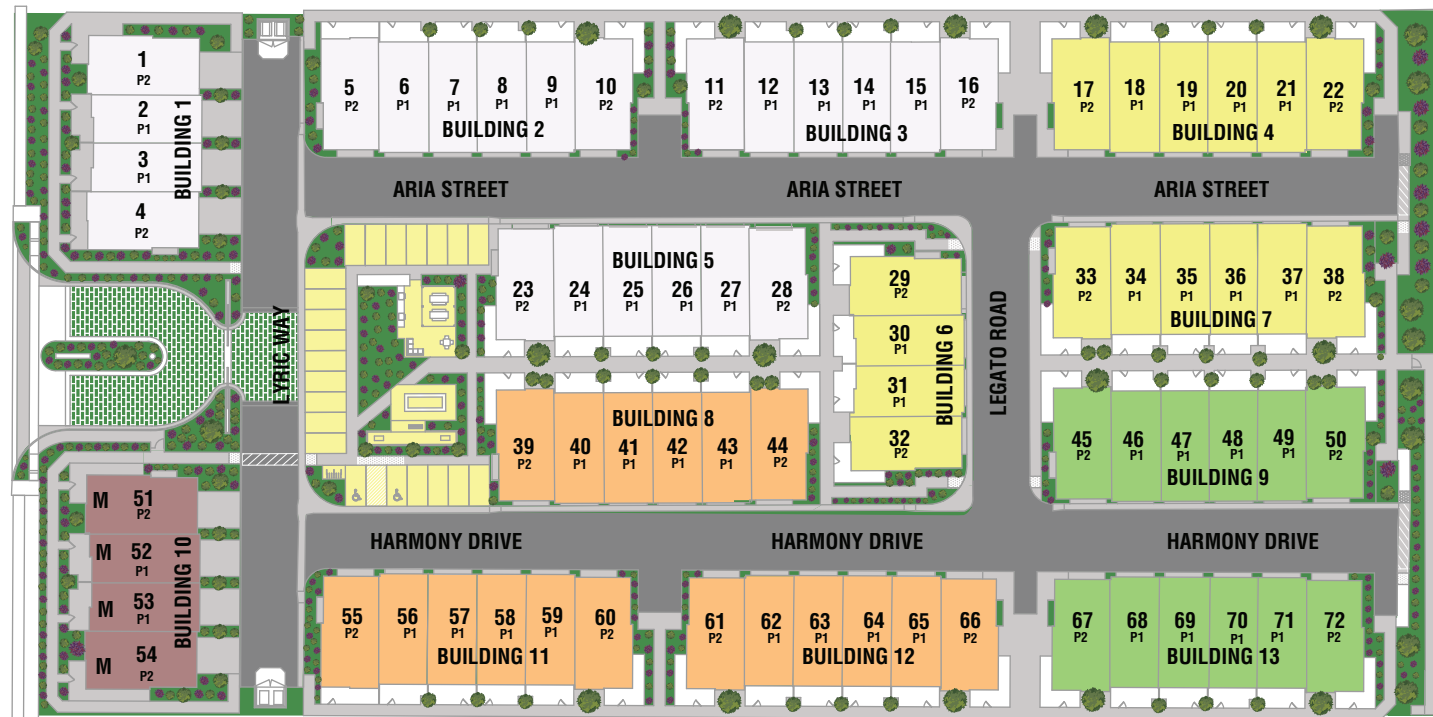 1
P2
2
P1
3
P1
4
P2
BUILDING 1
5
P2
6
P1
7
P1
8
P1
9
P1
10
P2
BUILDING 2
11
P2
12
P1
13
P1
14
P1
15
P1
16
P2
BUILDING 3
17
P2
18
P1
19
P1
20
P1
21
P1
22
P2
BUILDING 4
ARIA STREET
ARIA STREET
ARIA STREET
LYRIC WAY
BUILDING 5
23
P2
24
P1
25
P1
26
P1
27
P1
28
P2
29
P2
30
P1
31
P1
32
P2
BUILDING 6
LEGATO ROAD
33
P2
34
P1
35
P1
36
P1
37
P1
38
P2
BUILDING 7
BUILDING 8
39
P2
40
P1
41
P1
42
P1
43
P1
44
P2
45
P2
46
P1
47
P1
48
P1
49
P1
50
P2
BUILDING 9
M 51
P2
M 52
P1
M 53
P1
M 54
P2
BUILDING 10
HARMONY DRIVE
HARMONY DRIVE
HARMONY DRIVE
55
P2
56
P1
57
P1
58
P1
59
P1
60
P2
BUILDING 11
61
P2
62
P1
63
P1
64
P1
65
P1
66
P2
BUILDING 12
67
P2
68
P1
69
P1
70
P1
71
P1
72
P2
BUILDING 13